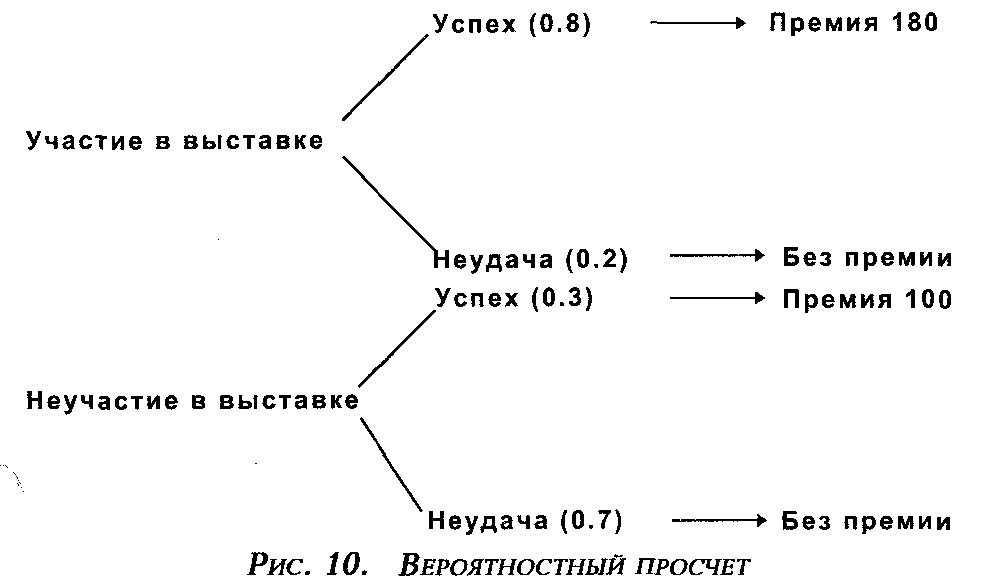 Успех (0.8) Премия 180
Участие в выставке
Неудача (0.2) Без премии
Успех (0.3) Премия 100
Неучастие в выставке
Неудача (0.7) Без премии
Рис. 10. Вероятностный просчет